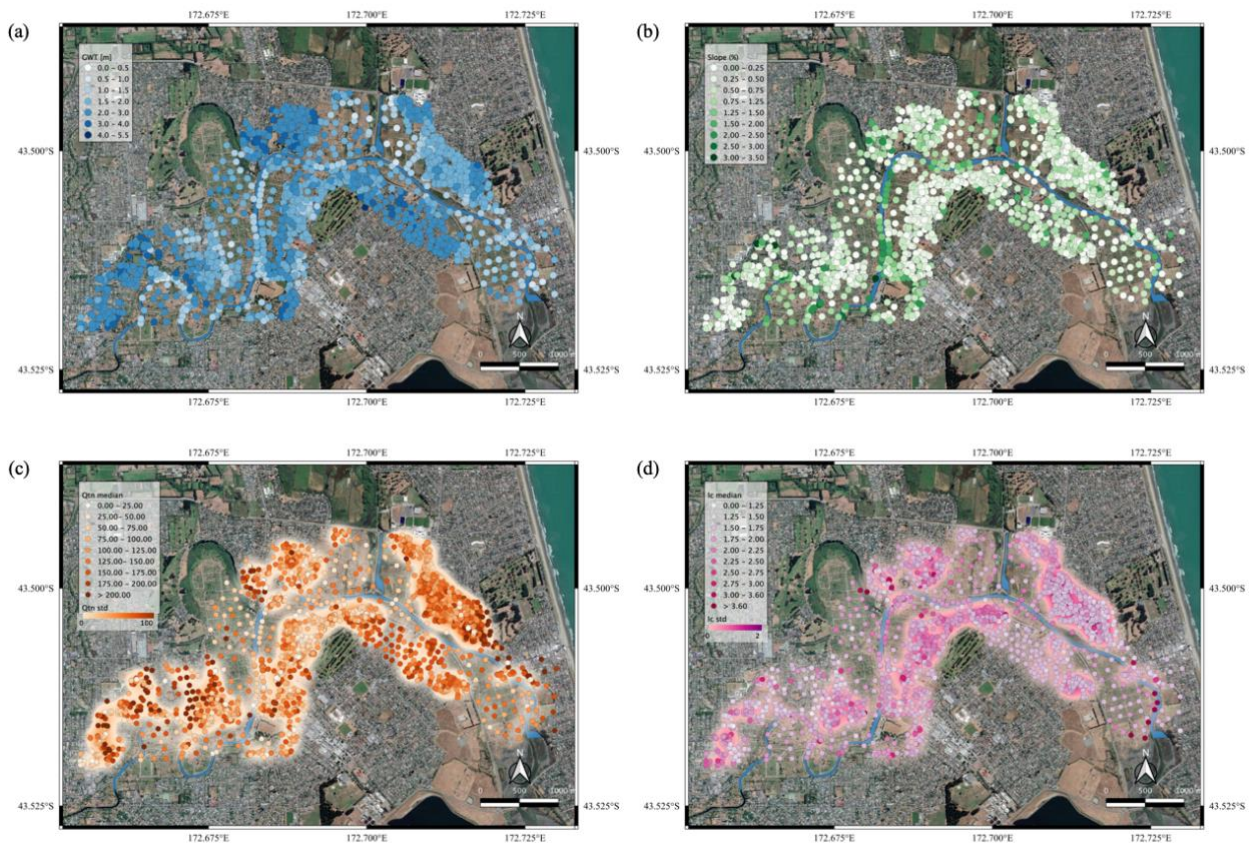 (a)
172.675°E 172.700°E 172.725°E
GWT [m]
0.0 – 0.5
0.5 – 1.0
1.0 – 1.5
1.5 – 2.0
2.0 – 3.0
3.0 – 4.0
4.0 – 5.5
43.500°S
43.525°S
N
0 500 1000 m
172.675°E 172.700°E 172.725°E
(b)
172.675°E 172.700°E 172.725°E
Slope (%)
0.00 – 0.25
0.25 – 0.50
0.50 – 0.75
0.75 – 1.25
1.25 – 1.50
1.50 – 2.00
2.00 – 2.50
2.50 – 3.00
3.00 – 3.50
43.500°S 43.500°S
43.525°S 43.525°S
N
0 500 1000 m
172.675°E 172.700°E 172.725°E
(c)
172.675°E 172.700°E 172.725°E
Qtn median
0.00 – 25.00
25.00 – 50.00
50.00 – 75.00
75.00 – 100.00
100.00 – 125.00
125.00 – 150.00
150.00 – 175.00
175.00 – 200.00
> 200.00
Qtn std
0 100
43.500°S
43.525°S
N
0 500 1000 m
172.675°E 172.700°E 172.725°E
(d)
172.675°E 172.700°E 172.725°E
Ic median
0.00 – 1.25
1.25 – 1.50
1.50 – 1.75
1.75 – 2.00
2.00 – 2.25
2.25 – 2.50
2.50 – 2.75
2.75 – 3.00
3.00 – 3.60
> 3.60
Ic std
0 2
43.500°S 43.500°S
43.525°S 43.525°S
N
0 500 1000 m
172.675°E 172.700°E 172.725°E